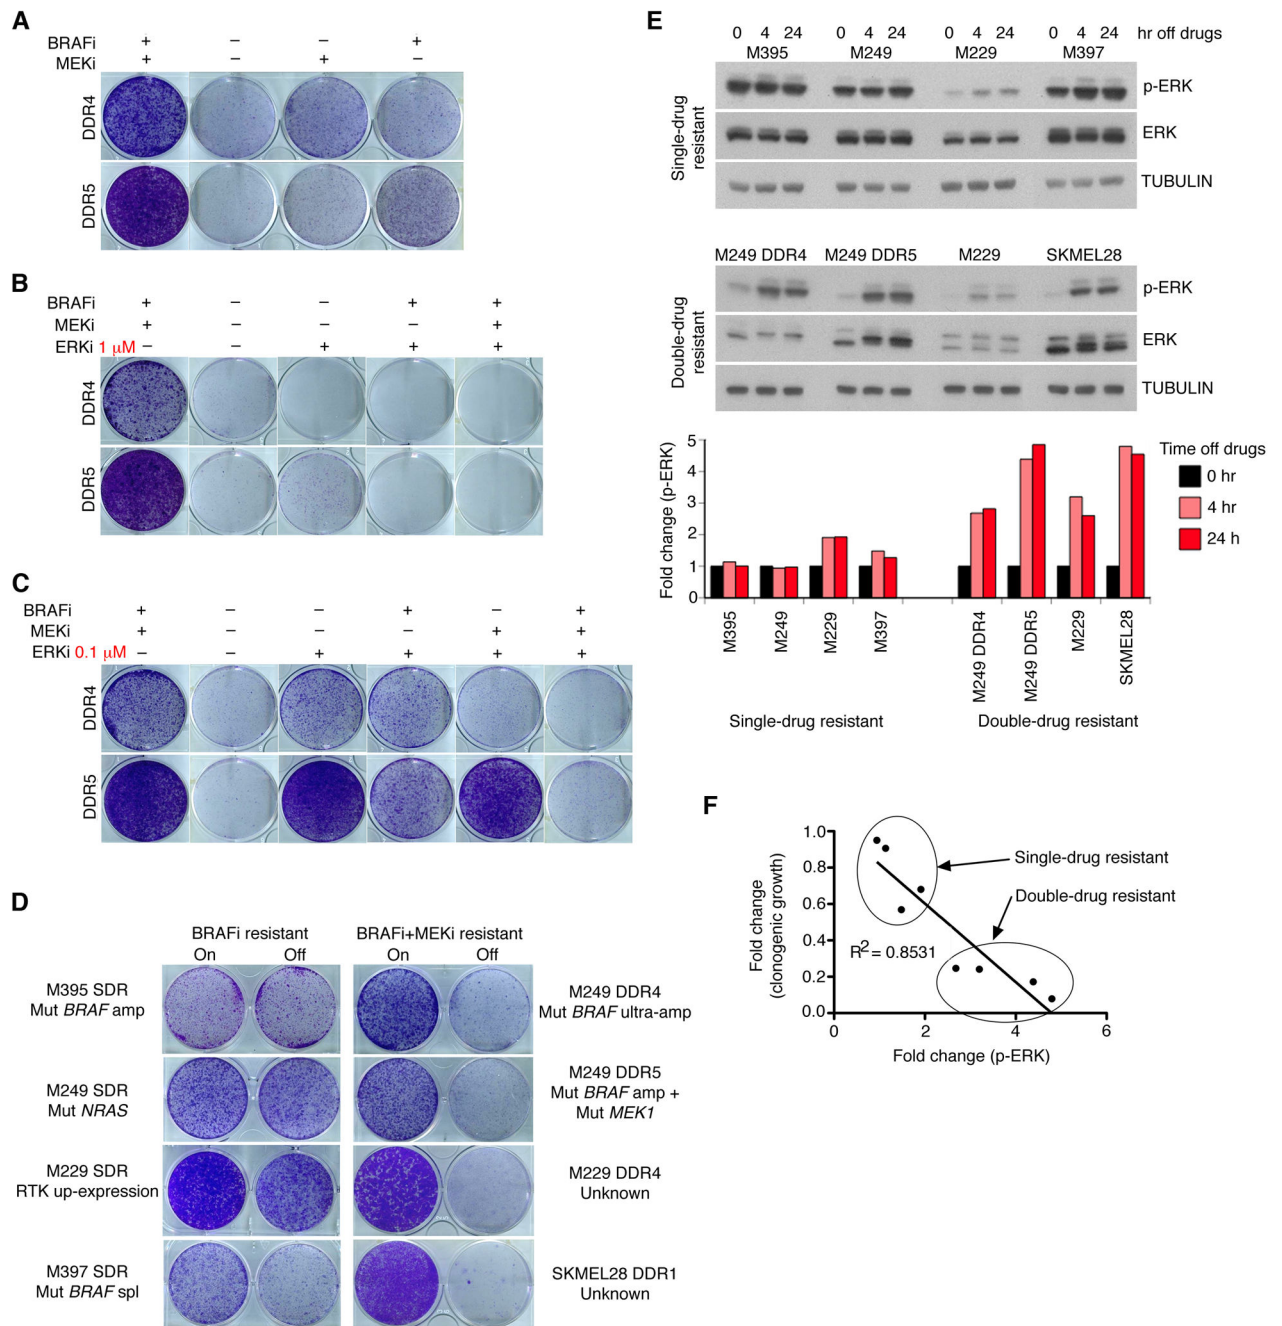 A
BRAFi + − − +
MEKi + − + −
DDR4
DDR5
B
BRAFi + − − + +
MEKi + − − − +
ERKi 1 μM − − + + +
DDR4
DDR5
C
BRAFi + − − + − +
MEKi + − − − + +
ERKi 0.1 μM − − + + + +
DDR4
DDR5
D
BRAFi resistant
On Off
BRAFi+MEKi resistant
On Off
M395 SDR
Mut BRAF amp
M249 DDR4
Mut BRAF ultra-amp
M249 SDR
Mut NRAS
M249 DDR5
Mut BRAF amp +
Mut MEK1
M229 SDR
RTK up-expression
M229 DDR4
Unknown
M397 SDR
Mut BRAF spl
SKMEL28 DDR1
Unknown
E
0 4 24 0 4 24 0 4 24 0 4 24 hr off drugs
M395 M249 M229 M397
Single-drug
resistant
p-ERK
ERK
TUBULIN
M249 DDR4 M249 DDR5 M229 SKMEL28
Double-drug
resistant
p-ERK
ERK
TUBULIN
Fold change (p-ERK)
5
4
3
2
1
0
Time off drugs
0 hr
4 hr
24 h
M395
M249
M229
M397
M249 DDR4
M249 DDR5
M229
SKMEL28
Single-drug resistant
Double-drug resistant
F
Fold change
(clonogenic growth)
1.0
0.8
0.6
0.4
0.2
0.0
Single-drug resistant
Double-drug resistant
R2 = 0.8531
0 2 4 6
Fold change (p-ERK)